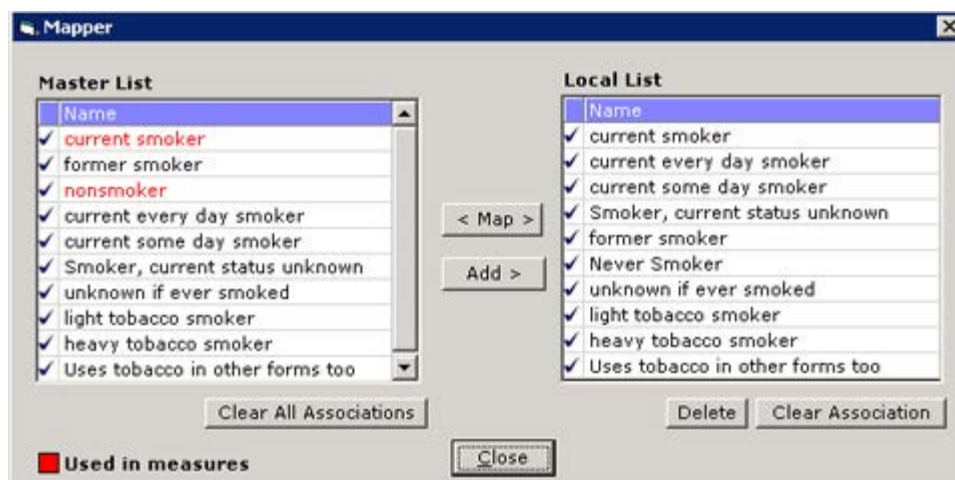 Mapper
Master List
Name
current smoker
former smoker
nonsmoker
current every day smoker
current some day smoker
Smoker, current status unknown
unknown if ever smoked
light tobacco smoker
heavy tobacco smoker
Uses tobacco in other forms too
Clear All Associations
Used in measures
< Map >
Add >
Close
Local List
Name
current smoker
current every day smoker
current some day smoker
Smoker, current status unknown
former smoker
Never Smoker
unknown if ever smoked
light tobacco smoker
heavy tobacco smoker
Uses tobacco in other forms too
Delete
Clear Association